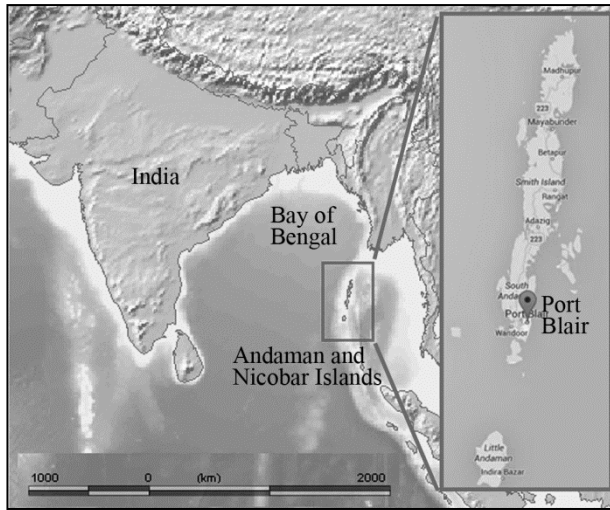 India
Bay of
Bengal
Andaman and
Nicobar Islands
1000 0 (km) 2000
Madhupur
223
Mayabunder
Betapur
Smith Island
Rangat
Adazig
223
South
Port
Wandoor
Port
Blair
Little
Andaman
Indira Bazar